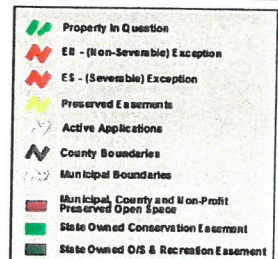 Property In Question
EN - (Non-Severable) Exception
ES - (Severable) Exception
Preserved Easements
Active Applications
County Boundaries
Municipal Boundaries
Municipal, County and Non-Profit
Preserved Open Space
State Owned Conservation Easement
State Owned O/S & Recreation Easement